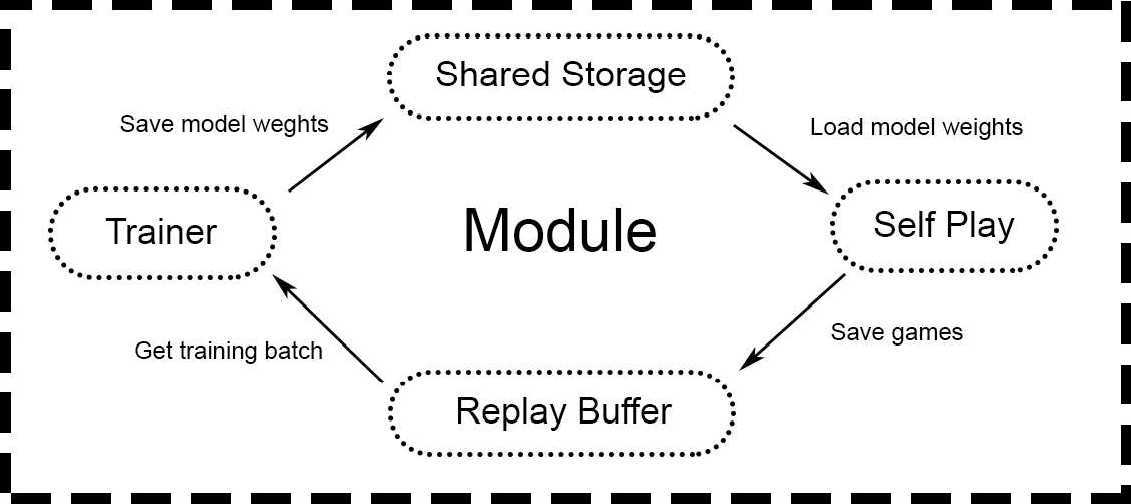 Shared Storage
Save model weghts
Load model weights
Trainer
Module
Self Play
Get training batch
Save games
Replay Buffer